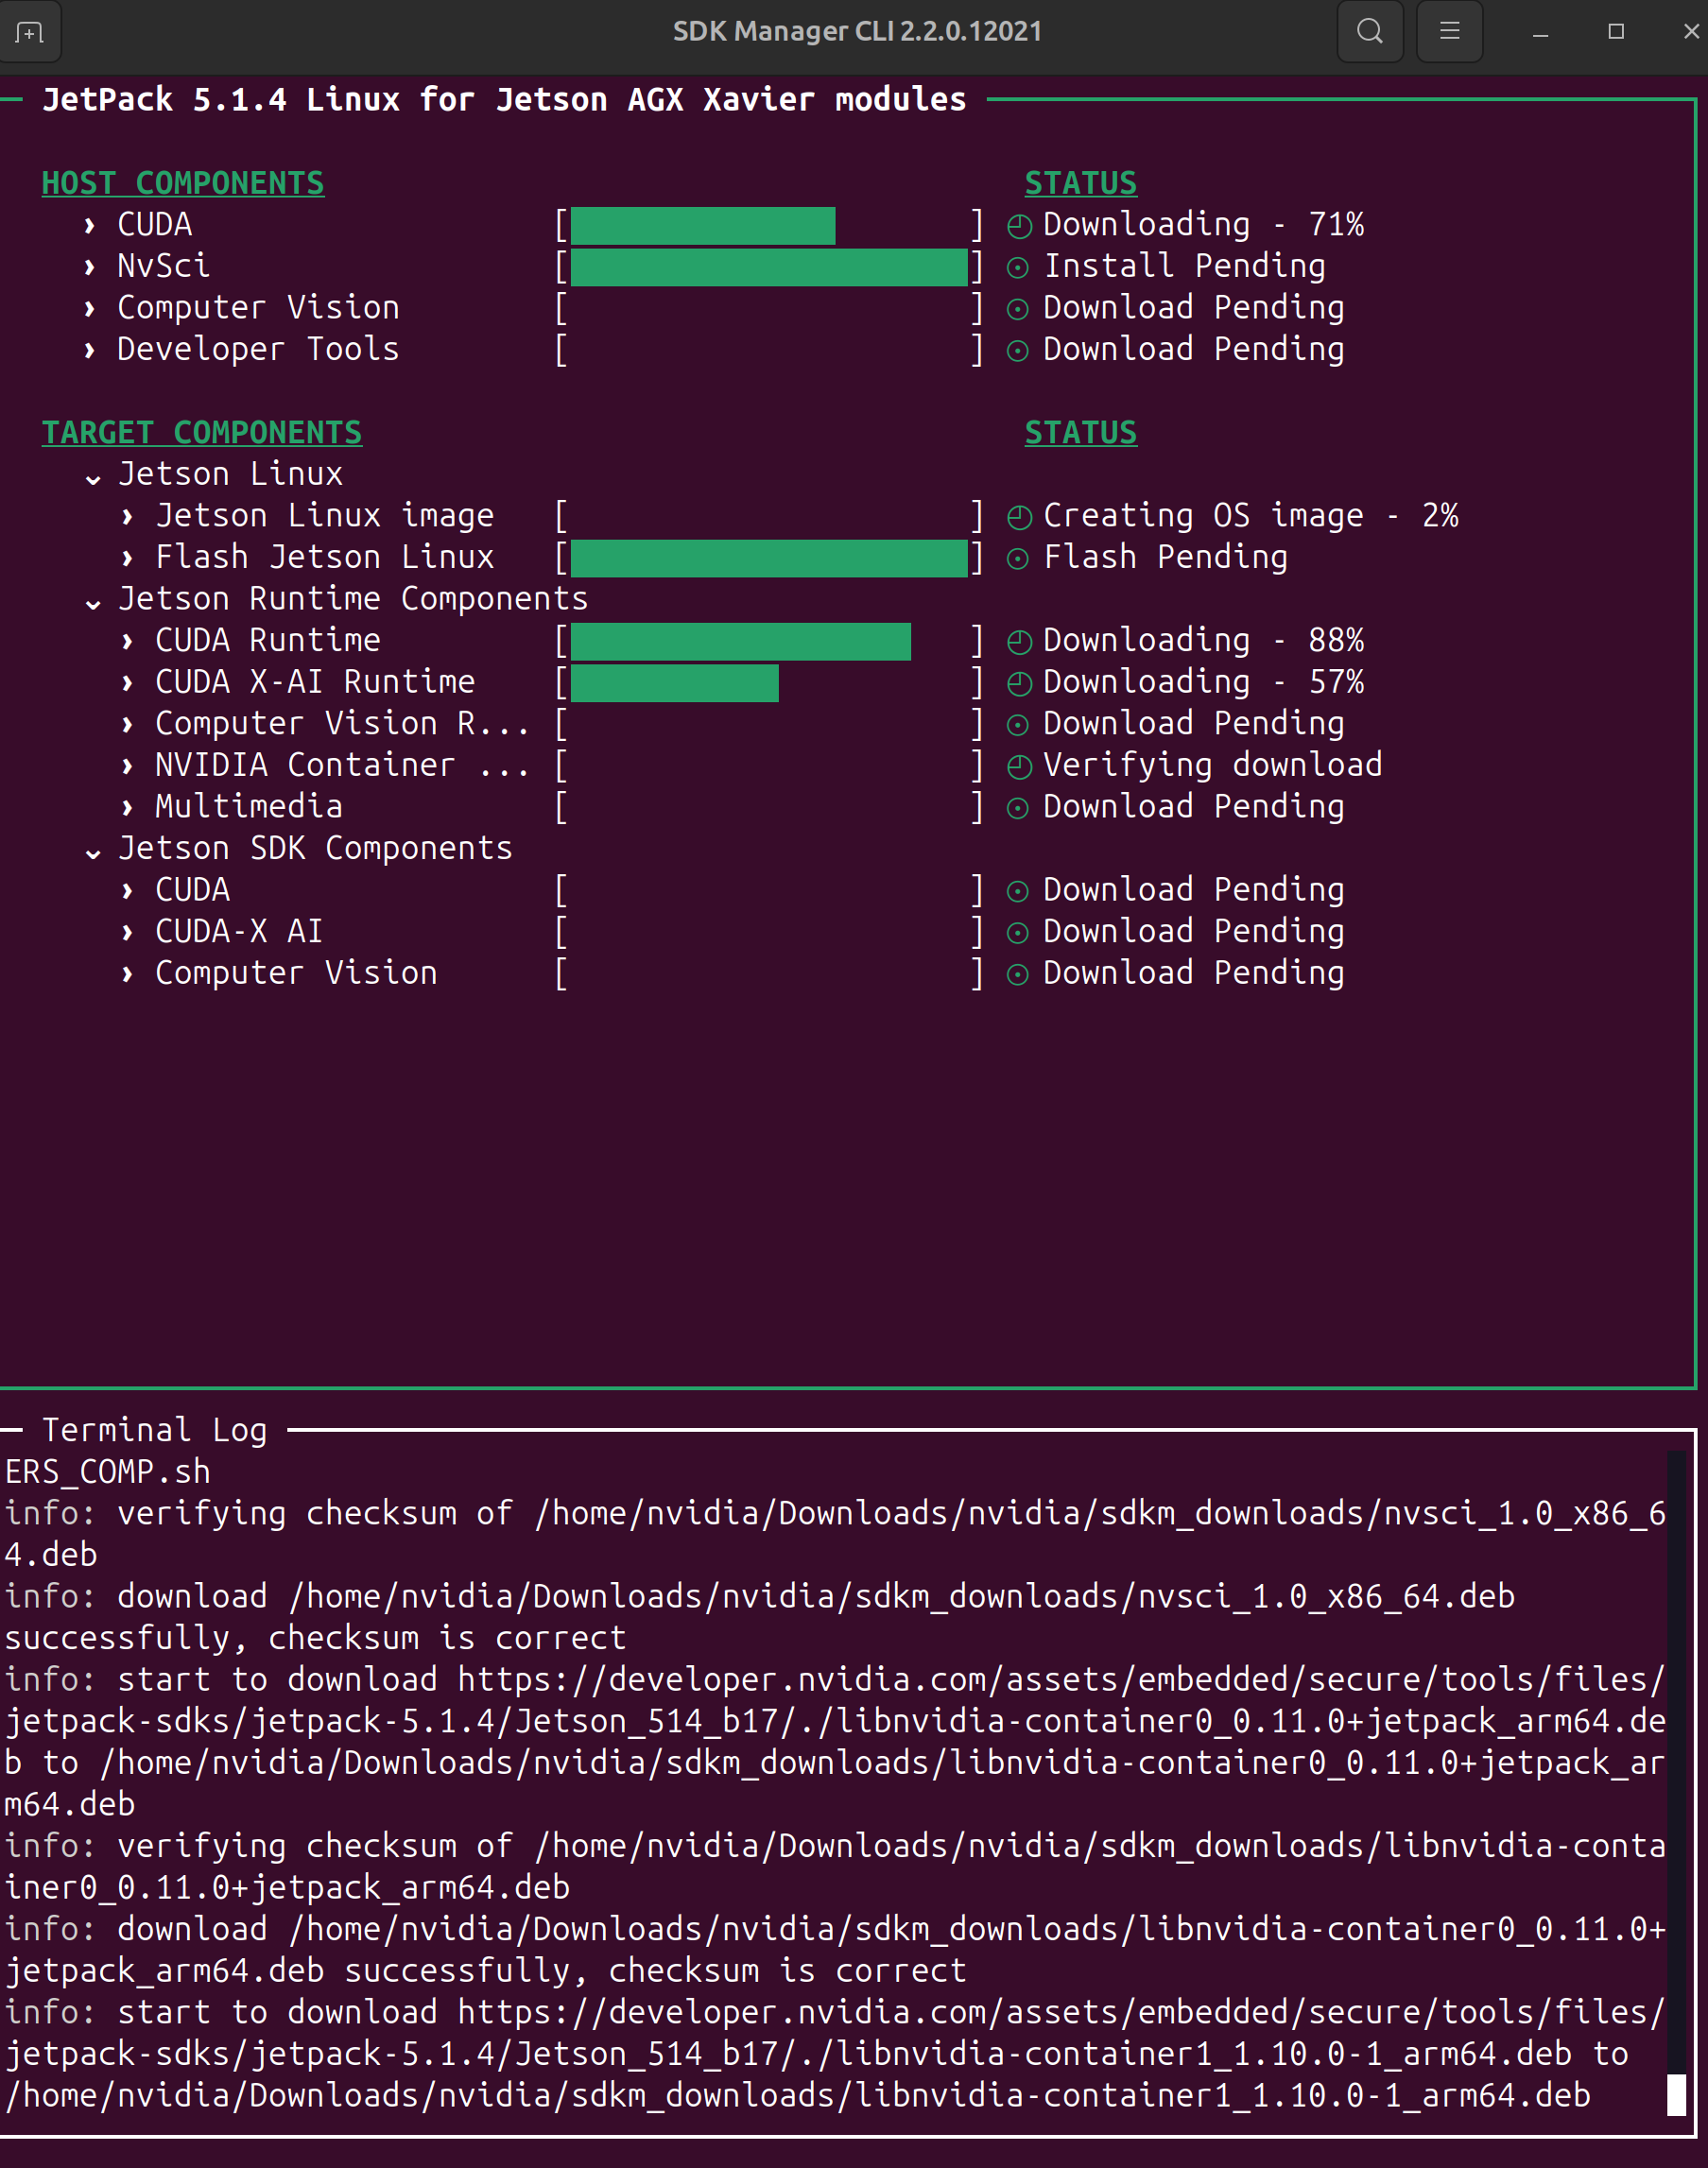 SDK Manager CLI 2.2.0.12021
JetPack 5.1.4 Linux for Jetson AGX Xavier modules
HOST COMPONENTS STATUS
› CUDA [ ] Downloading - 71%
› NvSci [ ] Install Pending
› Computer Vision [ ] Download Pending
› Developer Tools [ ] Download Pending
TARGET COMPONENTS STATUS
⌄ Jetson Linux
› Jetson Linux image [ ] Creating OS image - 2%
› Flash Jetson Linux [ ] Flash Pending
⌄ Jetson Runtime Components
› CUDA Runtime [ ] Downloading - 88%
› CUDA X-AI Runtime [ ] Downloading - 57%
› Computer Vision R... [ ] Download Pending
› NVIDIA Container ... [ ] Verifying download
› Multimedia [ ] Download Pending
⌄ Jetson SDK Components
› CUDA [ ] Download Pending
› CUDA-X AI [ ] Download Pending
› Computer Vision [ ] Download Pending
Terminal Log
ERS_COMP.sh
info: verifying checksum of /home/nvidia/Downloads/nvidia/sdkm_downloads/nvsci_1.0_x86_6
4.deb
info: download /home/nvidia/Downloads/nvidia/sdkm_downloads/nvsci_1.0_x86_64.deb
successfully, checksum is correct
info: start to download https://developer.nvidia.com/assets/embedded/secure/tools/files/
jetpack-sdks/jetpack-5.1.4/Jetson_514_b17/./libnvidia-container0_0.11.0+jetpack_arm64.de
b to /home/nvidia/Downloads/nvidia/sdkm_downloads/libnvidia-container0_0.11.0+jetpack_ar
m64.deb
info: verifying checksum of /home/nvidia/Downloads/nvidia/sdkm_downloads/libnvidia-conta
iner0_0.11.0+jetpack_arm64.deb
info: download /home/nvidia/Downloads/nvidia/sdkm_downloads/libnvidia-container0_0.11.0+
jetpack_arm64.deb successfully, checksum is correct
info: start to download https://developer.nvidia.com/assets/embedded/secure/tools/files/
jetpack-sdks/jetpack-5.1.4/Jetson_514_b17/./libnvidia-container1_1.10.0-1_arm64.deb to
/home/nvidia/Downloads/nvidia/sdkm_downloads/libnvidia-container1_1.10.0-1_arm64.deb